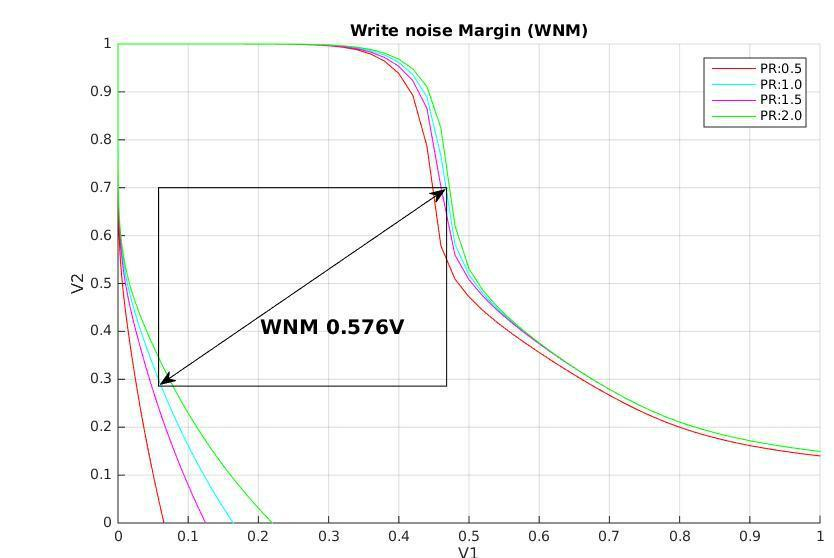 Write noise Margin (WNM)
PR:0.5
PR:1.0
PR:1.5
PR:2.0
1
0.9
0.8
0.7
0.6
0.5
0.4
0.3
0.2
0.1
0
V2
WNM 0.576V
0 0.1 0.2 0.3 0.4 0.5 0.6 0.7 0.8 0.9 1
V1